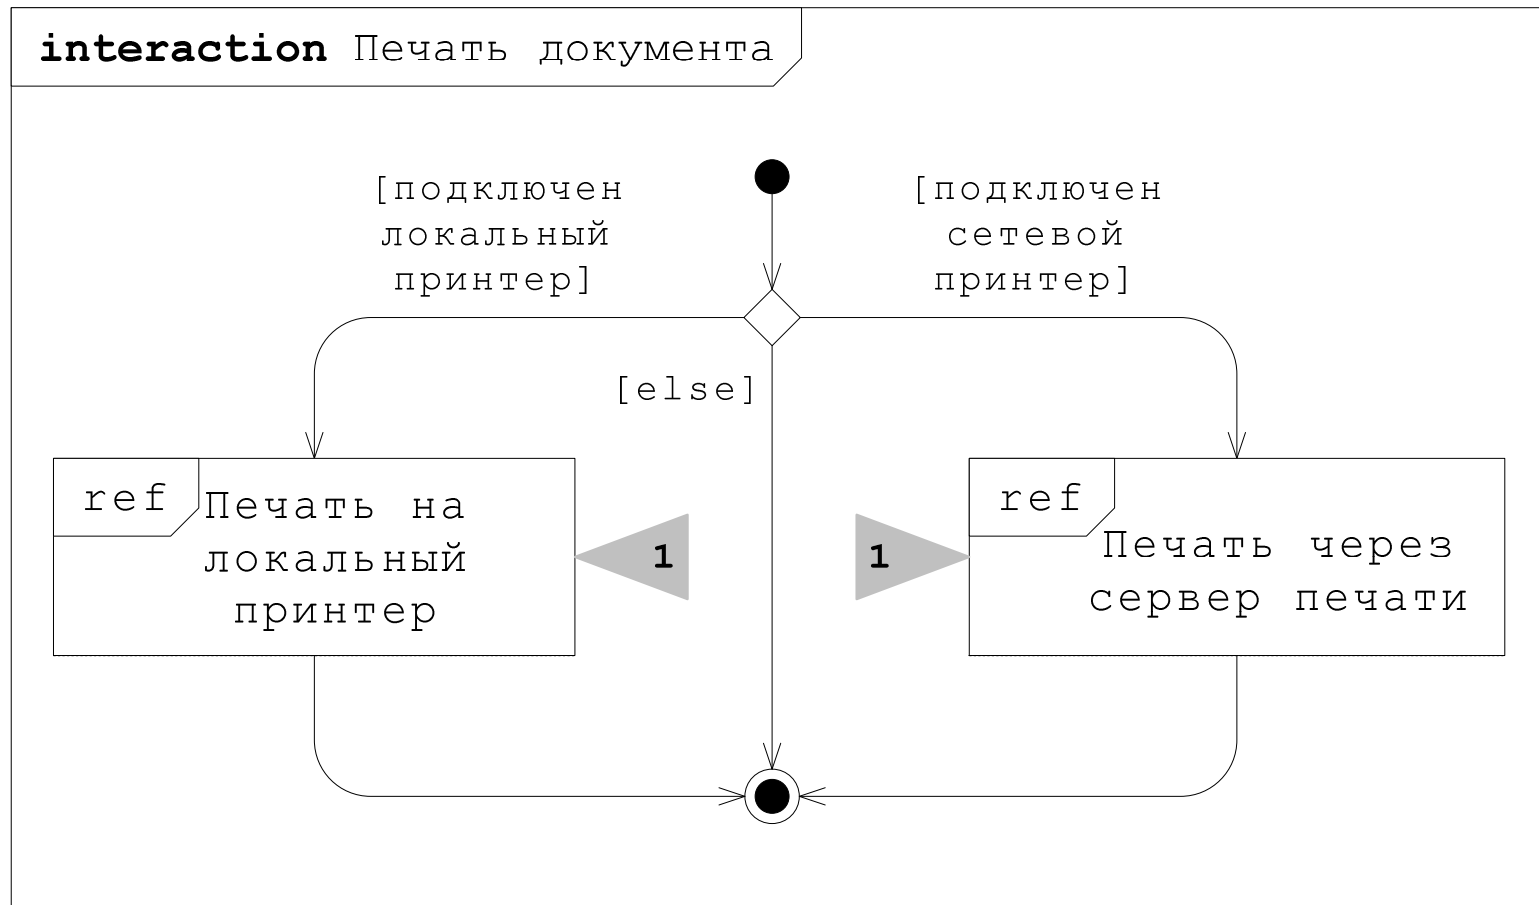 interaction Печать документа
[подключен
локальный
принтер]
[подключен
сетевой
принтер]
[else]
ref
Печать на
локальный
принтер
1
1
ref
Печать через
сервер печати